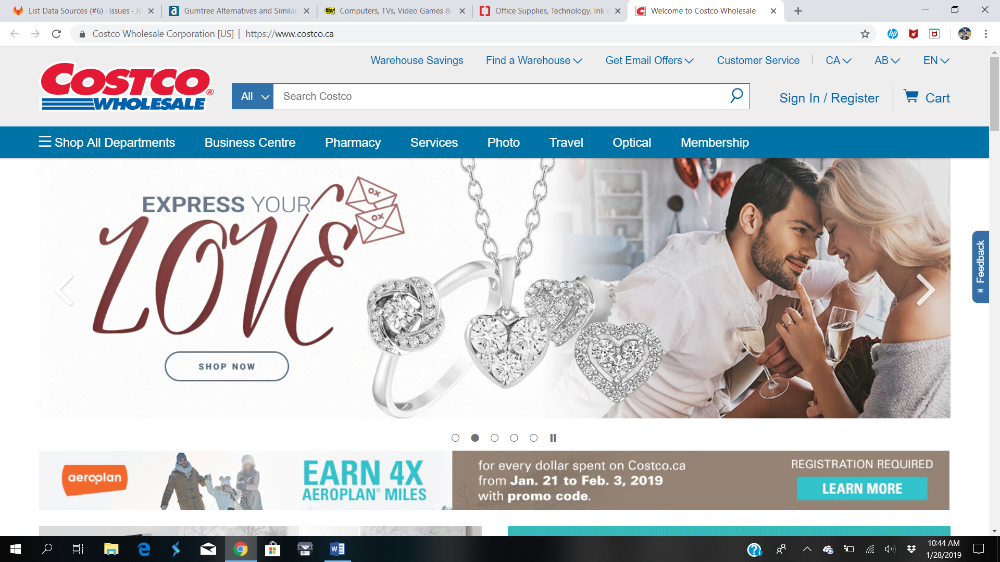 List Data Sources (#6) · Issues · Jo
Gumtree Alternatives and Similar
Computers, TVs, Video Games &
Office Supplies, Technology, Ink &
Welcome to Costco Wholesale
Costco Wholesale Corporation [US] | https://www.costco.ca
Warehouse Savings
Find a Warehouse
Get Email Offers
Customer Service
CA
AB
EN
COSTCO
WHOLESALE
All
Search Costco
Sign In / Register
Cart
Shop All Departments
Business Centre
Pharmacy
Services
Photo
Travel
Optical
Membership
EXPRESS YOUR
LOVE
OX
OX
SHOP NOW
Feedback
aeroplan
EARN 4X
AEROPLAN® MILES
for every dollar spent on Costco.ca
from Jan. 21 to Feb. 3, 2019
with promo code.
REGISTRATION REQUIRED
LEARN MORE
10:44 AM
1/28/2019